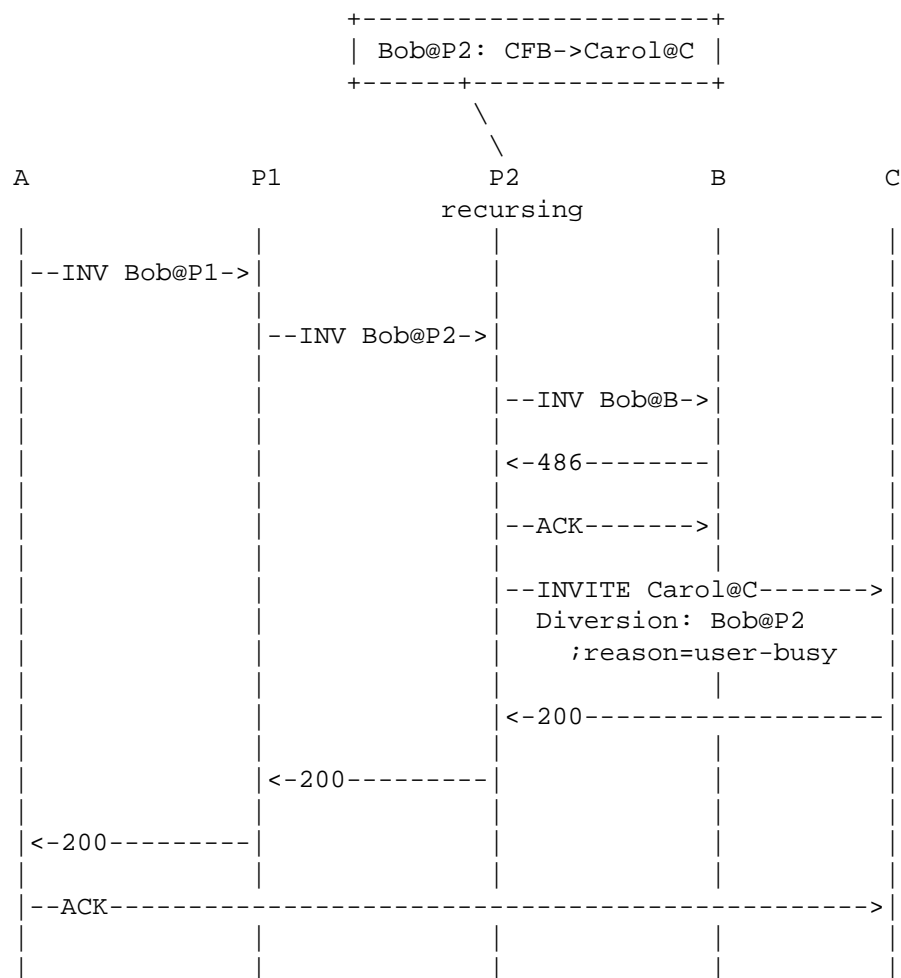 Bob@P2: CFB->Carol@C
A P1 P2 B C
recursing
--INV Bob@P1->
--INV Bob@P2->
--INV Bob@B->
<-486--------
--ACK------->
--INVITE Carol@C------->
Diversion: Bob@P2
;reason=user-busy
<-200-------------------
<-200---------
<-200---------
--ACK------------------------------------------------->